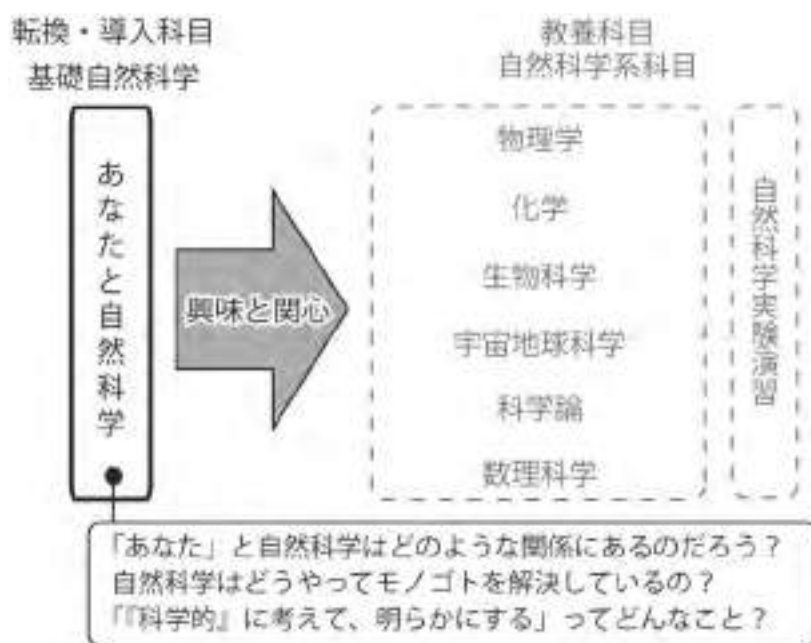 転換・導入科目
基礎自然科学
あなたと自然科学
興味と関心
教養科目
自然科学系科目
物理学
化学
生物科学
宇宙地球科学
科学論
数理科学
自然科学実験演習
「あなた」と自然科学はどのような関係にあるのだろう？
自然科学はどうやってモノゴトを解決しているの？
「『科学的』に考えて、明らかにする」ってどんなこと？